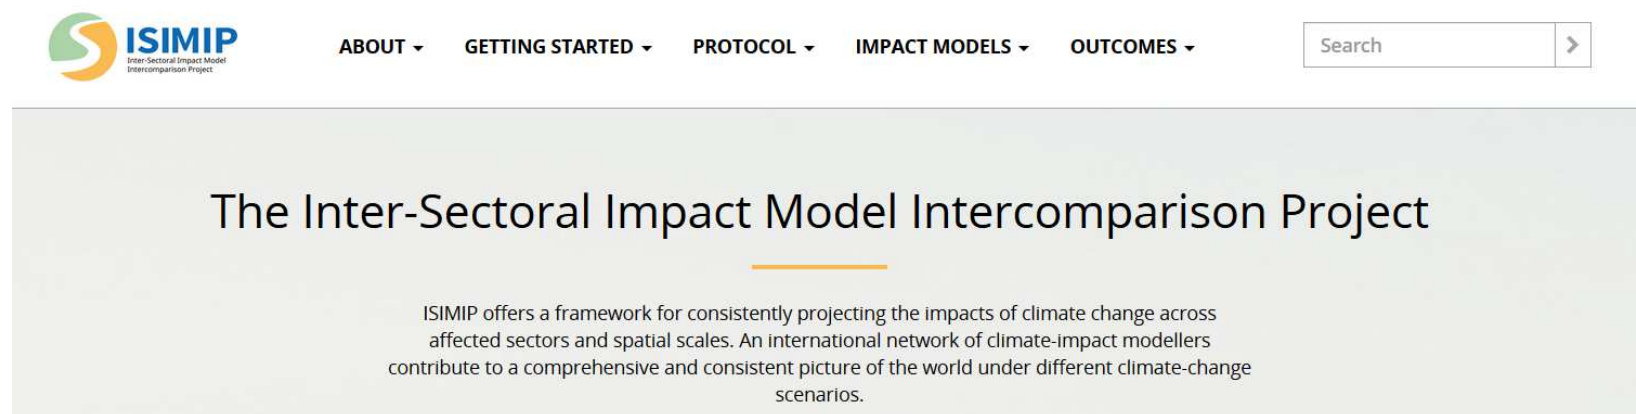 ISIMIP
Inter-Sectoral Impact Model
Intercomparison Project
ABOUT
GETTING STARTED
PROTOCOL
IMPACT MODELS
OUTCOMES
Search
The Inter-Sectoral Impact Model Intercomparison Project
ISIMIP offers a framework for consistently projecting the impacts of climate change across
affected sectors and spatial scales. An international network of climate-impact modellers
contribute to a comprehensive and consistent picture of the world under different climate-change
scenarios.